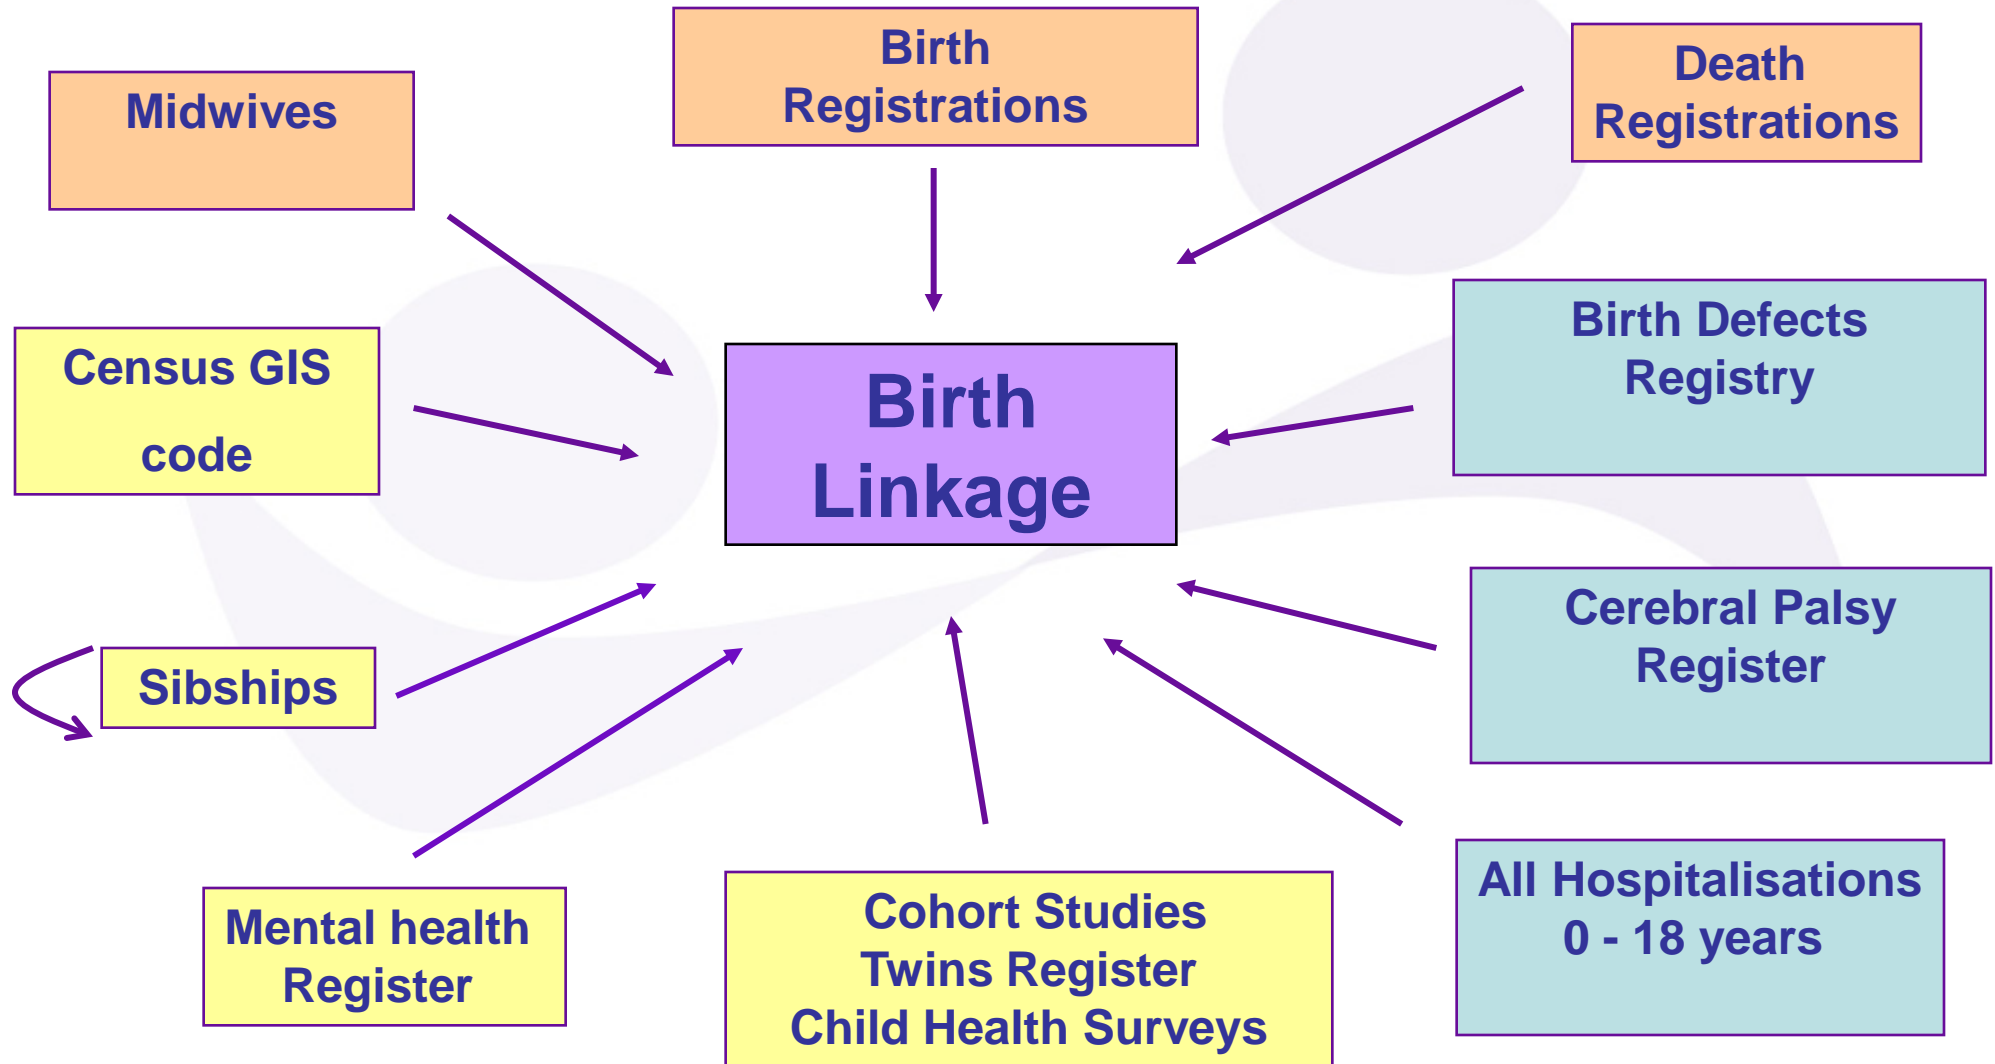 Midwives
Birth
Registrations
Death
Registrations
Census GIS
code
Birth
Linkage
Birth Defects
Registry
Sibships
Cerebral Palsy
Register
Mental health
Register
Cohort Studies
Twins Register
Child Health Surveys
All Hospitalisations
0 - 18 years